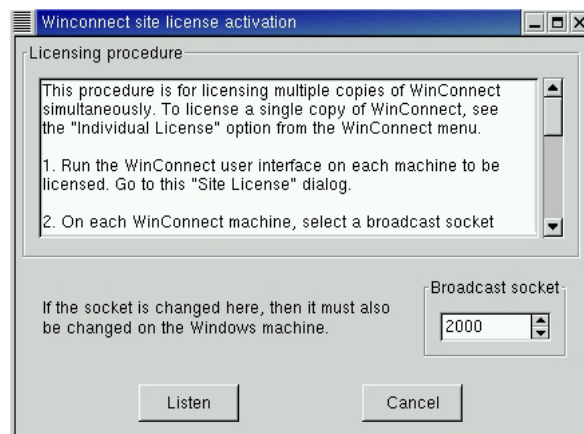 Winconnect site license activation
Licensing procedure
This procedure is for licensing multiple copies of WinConnect
simultaneously. To license a single copy of WinConnect, see
the "Individual License" option from the WinConnect menu.
1. Run the WinConnect user interface on each machine to be
licensed. Go to this "Site License" dialog.
2. On each WinConnect machine, select a broadcast socket
If the socket is changed here, then it must also
be changed on the Windows machine.
Broadcast socket
2000
Listen
Cancel